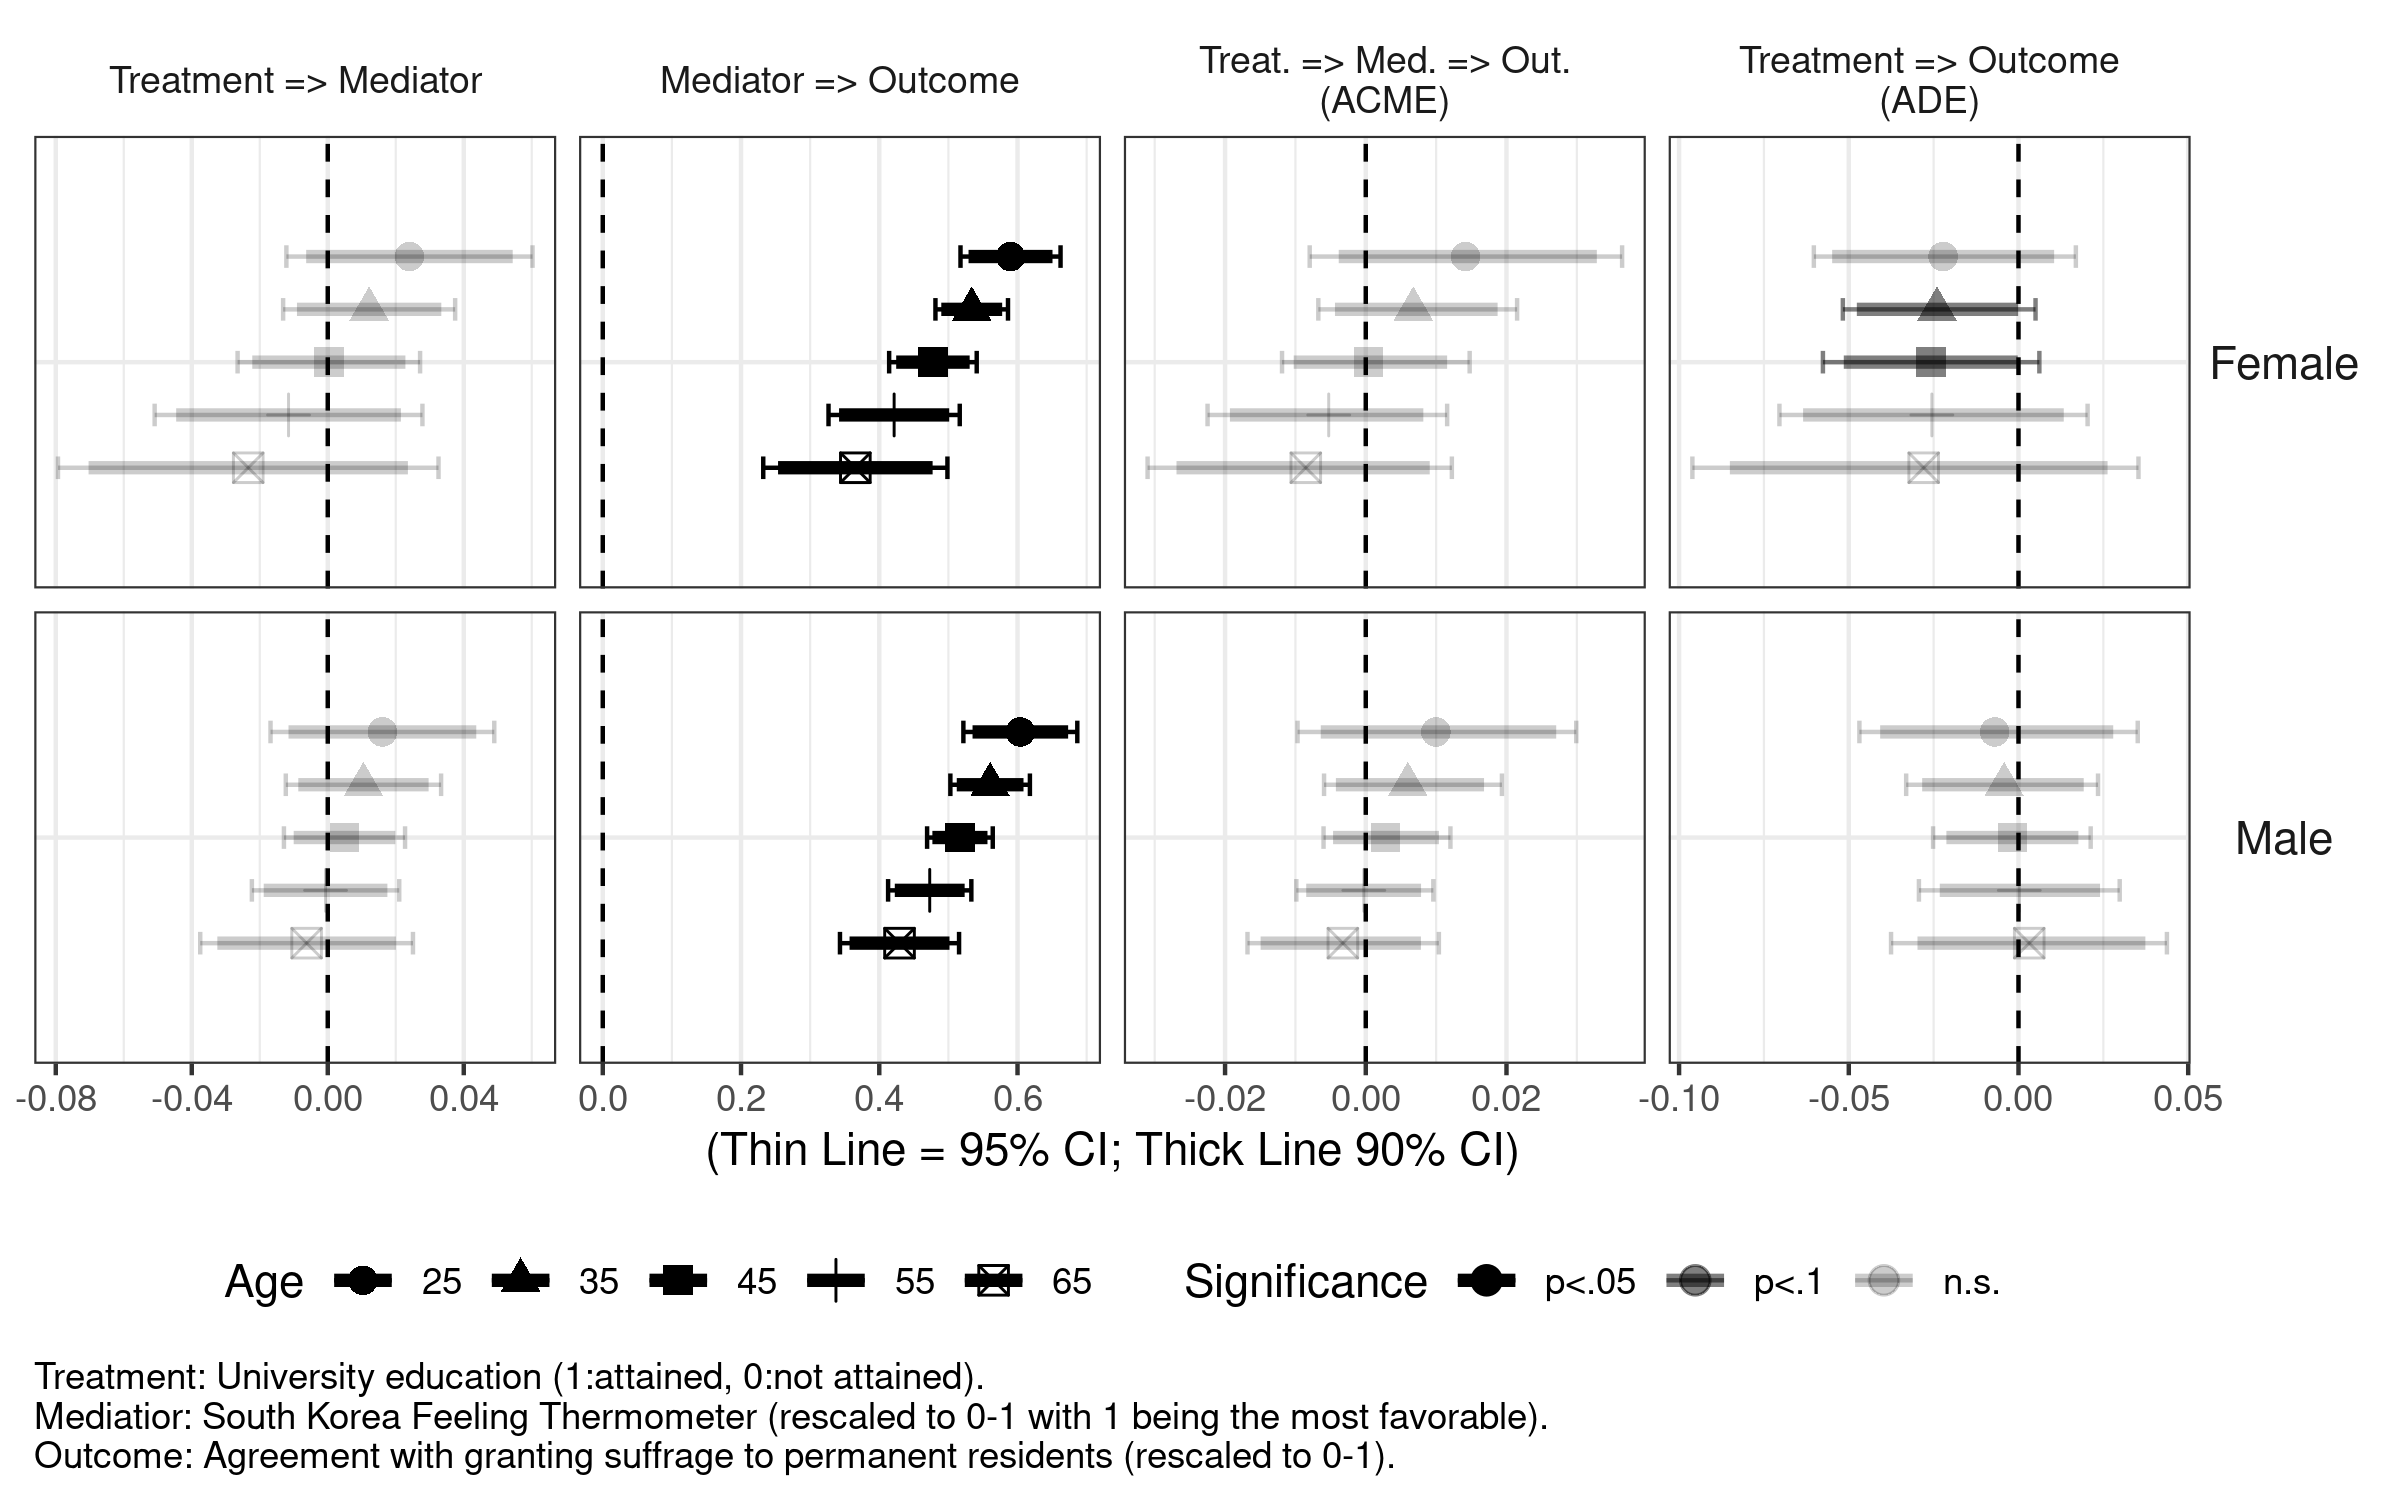 Treatment => Mediator
Mediator => Outcome
Treat. => Med. => Out.
(ACME)
Treatment => Outcome
(ADE)
Female
Male
-0.08 -0.04 0.00 0.04
0.0 0.2 0.4 0.6
-0.02 0.00 0.02
-0.10 -0.05 0.00 0.05
(Thin Line = 95% CI; Thick Line 90% CI)
Age 25 35 45 55 65
Significance p<.05 p<.1 n.s.
Treatment: University education (1:attained, 0:not attained).
Mediatior: South Korea Feeling Thermometer (rescaled to 0-1 with 1 being the most favorable).
Outcome: Agreement with granting suffrage to permanent residents (rescaled to 0-1).